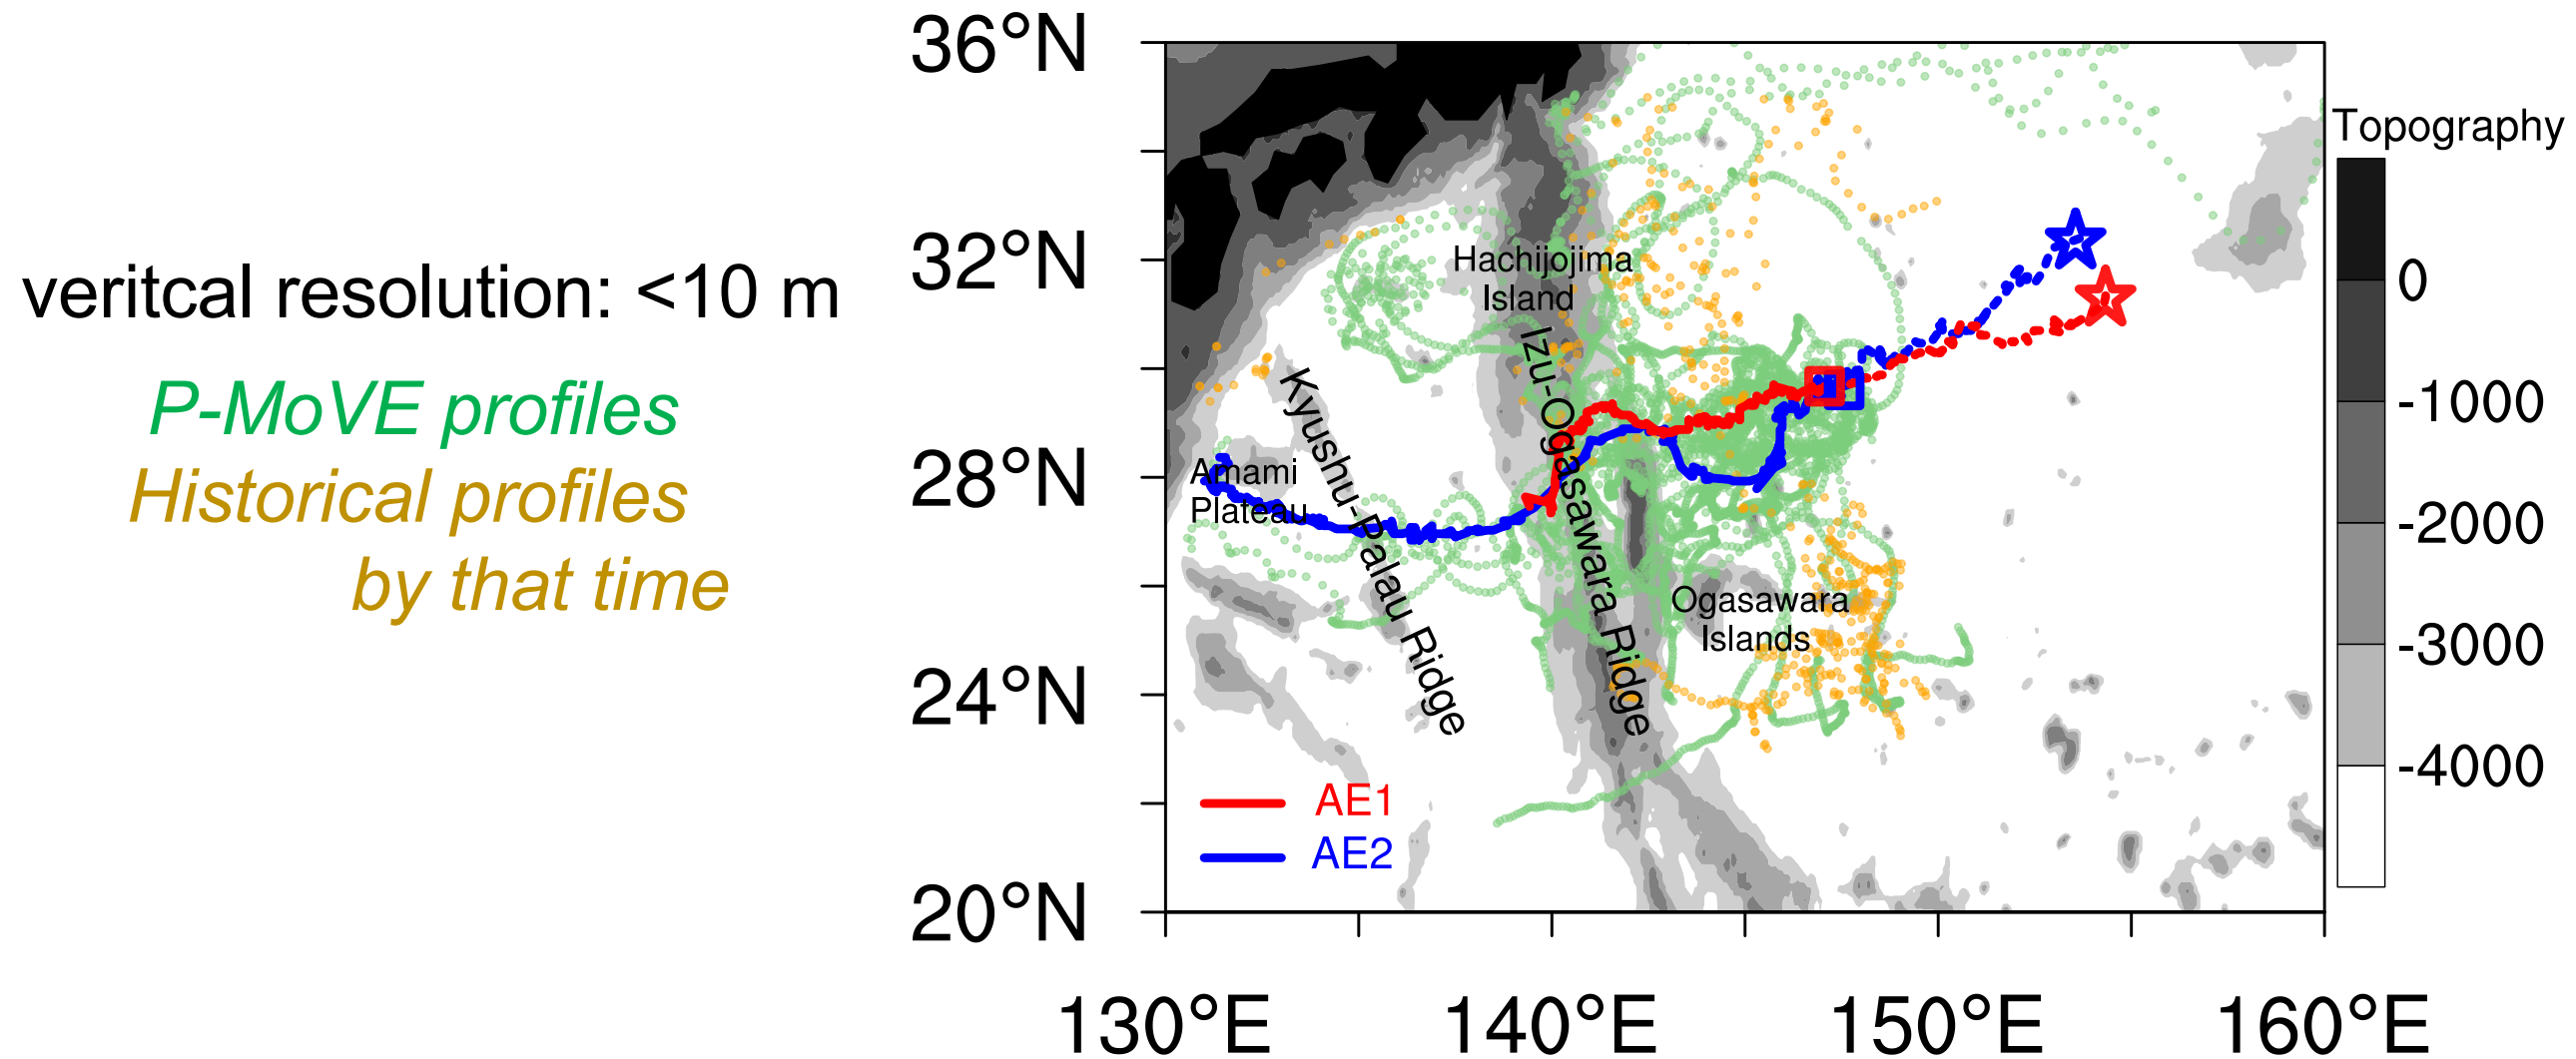 veritcal resolution: <10 m
P-MoVE profiles
Historical profiles
by that time
36°N
32°N
28°N
24°N
20°N
130°E
140°E
150°E
160°E
Hachijojima
Island
Izu-Ogasawara Ridge
Kyushu-Palau Ridge
Amami
Plateau
Ogasawara
Islands
AE1
AE2
Topography
0
-1000
-2000
-3000
-4000